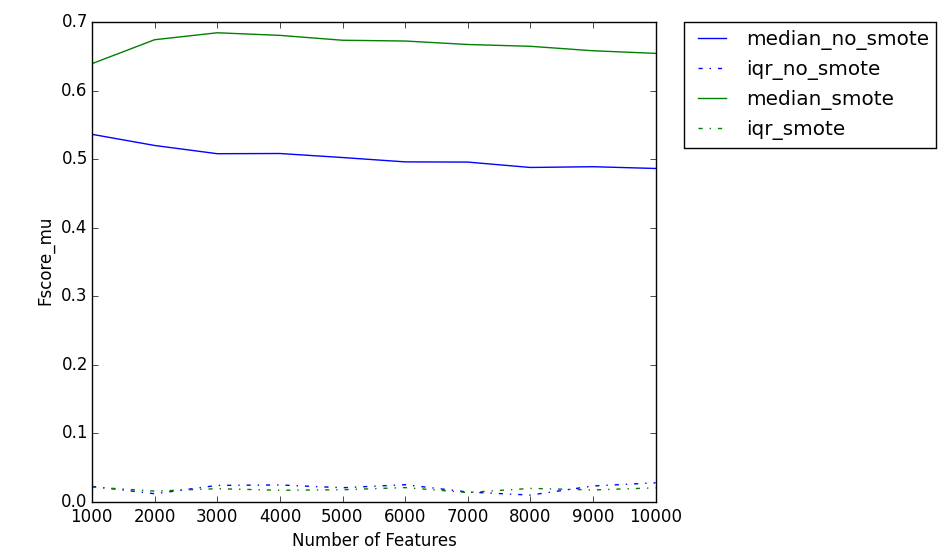 0.7
0.6
0.5
0.4
0.3
0.2
0.1
0.0
Fscore_mu
1000 2000 3000 4000 5000 6000 7000 8000 9000 10000
Number of Features
median_no_smote
iqr_no_smote
median_smote
iqr_smote